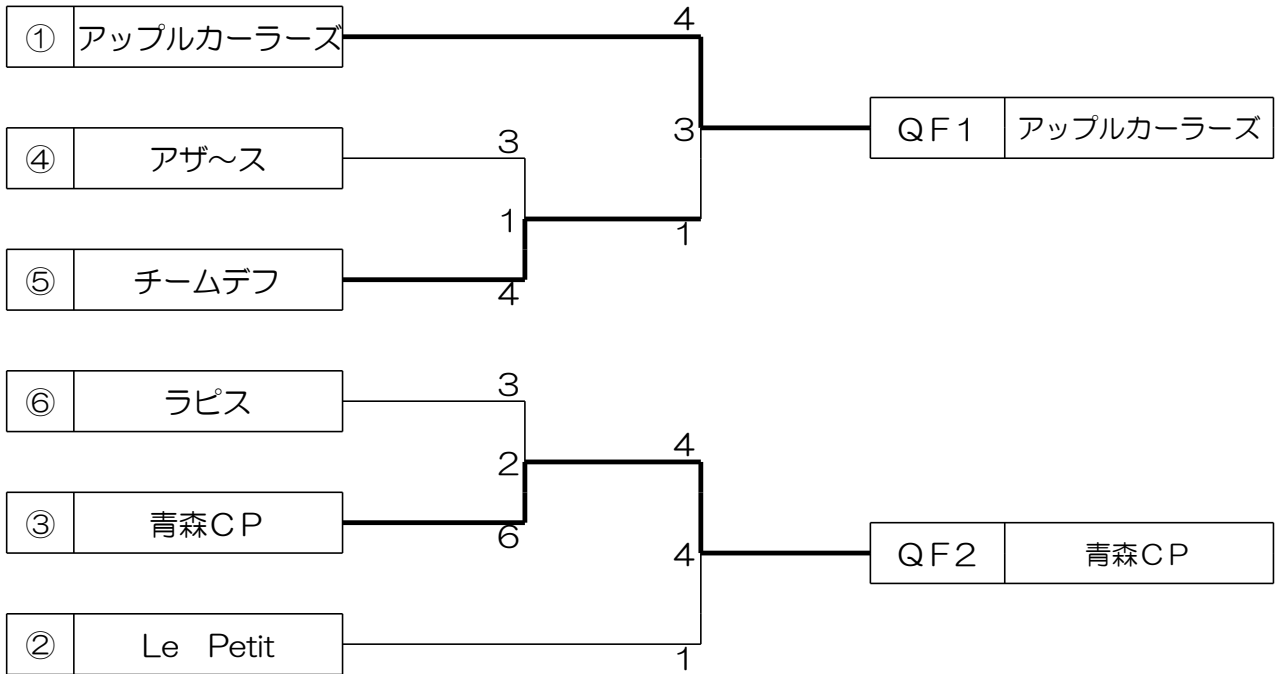 4
① アップルカーラーズ
3 QF1 アップルカーラーズ
3
④ アザ～ス
1
1
⑤ チームデフ
4
3
⑥ ラピス
4
2
③ 青森CP
6
4 QF2 青森CP
② Le　Petit
1